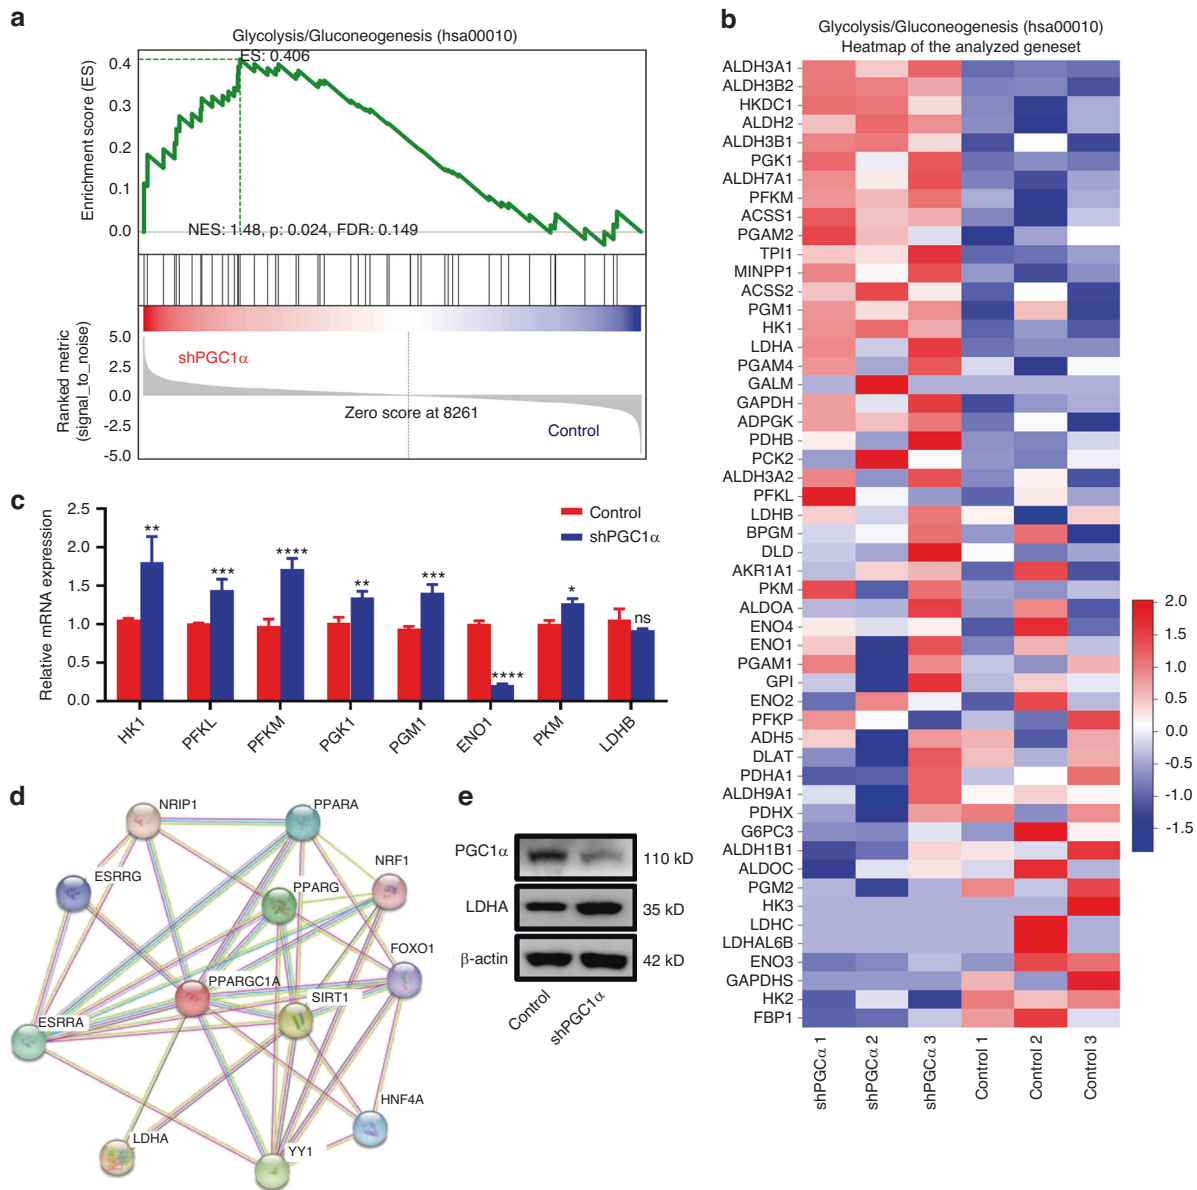 a
Glycolysis/Gluconeogenesis (hsa00010)
ES: 0.406
Enrichment score (ES)
0.4
0.3
0.2
0.1
0.0
NES: 1.48, p: 0.024, FDR: 0.149
Ranked metric
(signal_to_noise)
5.0
2.5
0.0
-2.5
-5.0
shPGC1α
Zero score at 8261
Control
b
Glycolysis/Gluconeogenesis (hsa00010)
Heatmap of the analyzed geneset
ALDH3A1
ALDH3B2
HKDC1
ALDH2
ALDH3B1
PGK1
ALDH7A1
PFKM
ACSS1
PGAM2
TPI1
MINPP1
ACSS2
PGM1
HK1
LDHA
PGAM4
GALM
GAPDH
ADPGK
PDHB
PCK2
ALDH3A2
PFKL
LDHB
BPGM
DLD
AKR1A1
PKM
ALDOA
ENO4
ENO1
PGAM1
GPI
ENO2
PFKP
ADH5
DLAT
PDHA1
ALDH9A1
PDHX
G6PC3
ALDH1B1
ALDOC
PGM2
HK3
LDHC
LDHAL6B
ENO3
GAPDHS
HK2
FBP1
shPGCα 1
shPGCα 2
shPGCα 3
Control 1
Control 2
Control 3
2.0
1.5
1.0
0.5
0.0
-0.5
-1.0
-1.5
c
Relative mRNA expression
2.5
2.0
1.5
1.0
0.5
0.0
Control
shPGC1α
**
***
****
**
***
****
*
ns
HK1
PFKL
PFKM
PGK1
PGM1
ENO1
PKM
LDHB
d
NRIP1
PPARA
ESRRG
PPARG
NRF1
FOXO1
PPARGC1A
SIRT1
ESRRA
HNF4A
LDHA
YY1
e
PGC1α
110 kD
LDHA
35 kD
β-actin
42 kD
Control
shPGC1α